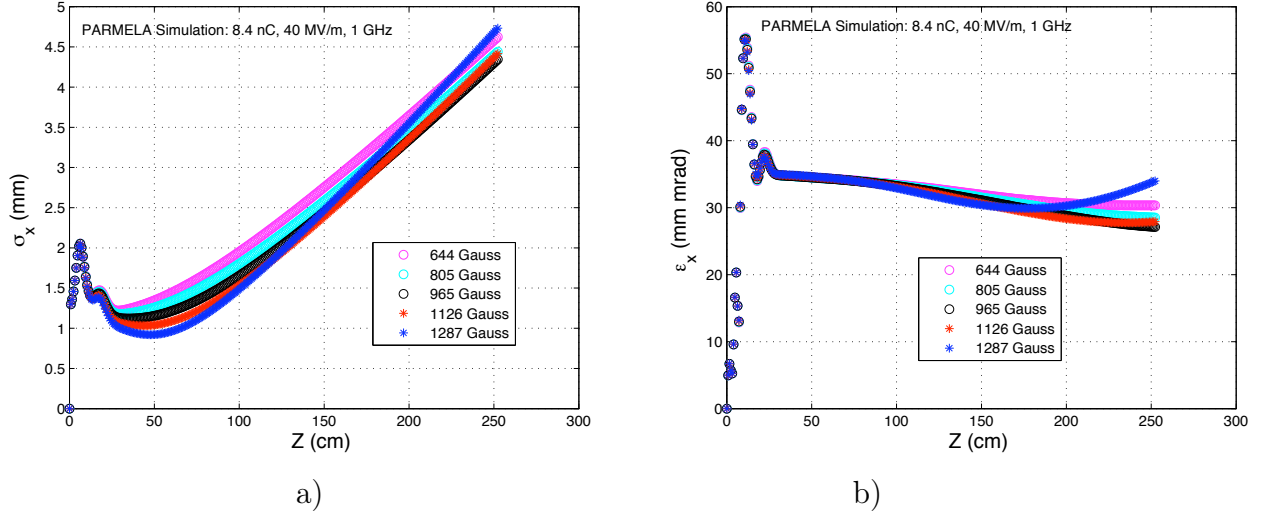 PARMELA Simulation: 8.4 nC, 40 MV/m, 1 GHz
5
4.5
4
3.5
3
2.5
2
1.5
1
0.5
0
σx (mm)
644 Gauss
805 Gauss
965 Gauss
1126 Gauss
1287 Gauss
0 50 100 150 200 250 300
Z (cm)
a)
PARMELA Simulation: 8.4 nC, 40 MV/m, 1 GHz
60
50
40
30
20
10
0
εx (mm mrad)
644 Gauss
805 Gauss
965 Gauss
1126 Gauss
1287 Gauss
0 50 100 150 200 250 300
Z (cm)
b)